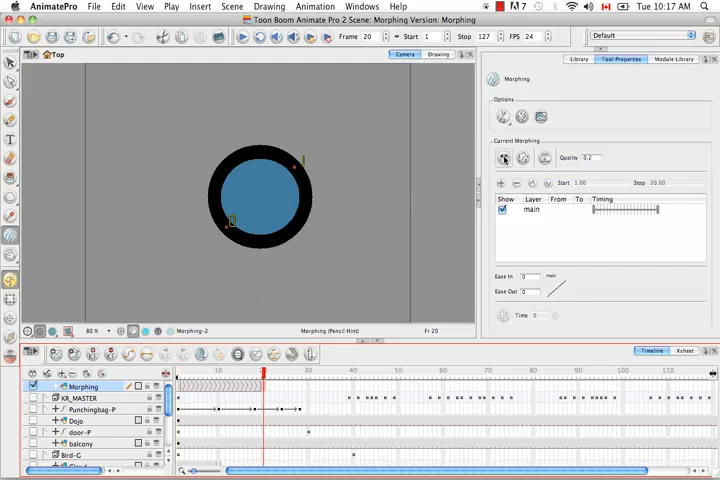 AnimatePro File Edit View Play Insert Scene Drawing Animation Windows Help 7 Tue 10:17 AM
Toon Boom Animate Pro 2 Scene: Morphing Version: Morphing
Frame 20 Start 1 Stop 127 FPS 24 Default
Top Camera Drawing Library Tool Properties Module Library
Morphing
Options
Current Morphing
Quality 0.2
Start 1.00 Stop 20.00
Show Layer From To Timing
main
Ease In 0 main
Ease Out 0
Time 0
80 % Morphing-2 Morphing (Pencil Hint) Fr 20
Timeline Xsheet
10 20 30 40 50 60 70 80 90 100 110
Morphing
KR_MASTER
Punchingbag-P
Dojo
door-P
balcony
Bird-G